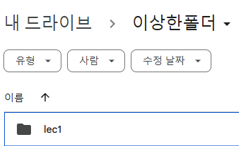 내 드라이브 > 이상한폴더
유형 사람 수정 날짜
이름 ↑
lec1